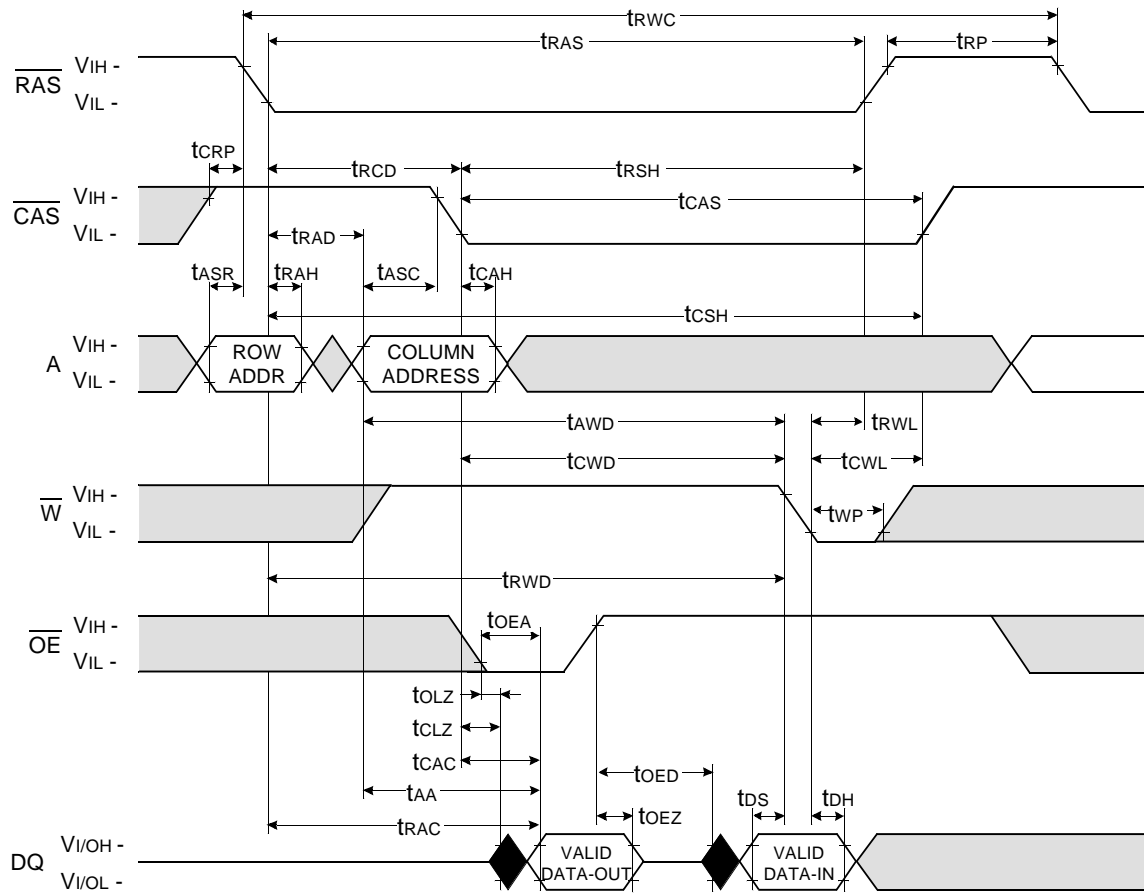 tRWC
tRAS
tRP
RAS
VIH -
VIL -
tCRP
tRCD
tRSH
CAS
VIH -
VIL -
tCAS
tRAD
tASR
tRAH
tASC
tCAH
tCSH
A
VIH -
VIL -
ROW
ADDR
COLUMN
ADDRESS
tAWD
tRWL
tCWD
tCWL
W
VIH -
VIL -
tWP
tRWD
OE
VIH -
VIL -
tOEA
tOLZ
tCLZ
tCAC
tOED
tAA
tDS
tDH
tRAC
tOEZ
DQ
VI/OH -
VI/OL -
VALID
DATA-OUT
VALID
DATA-IN